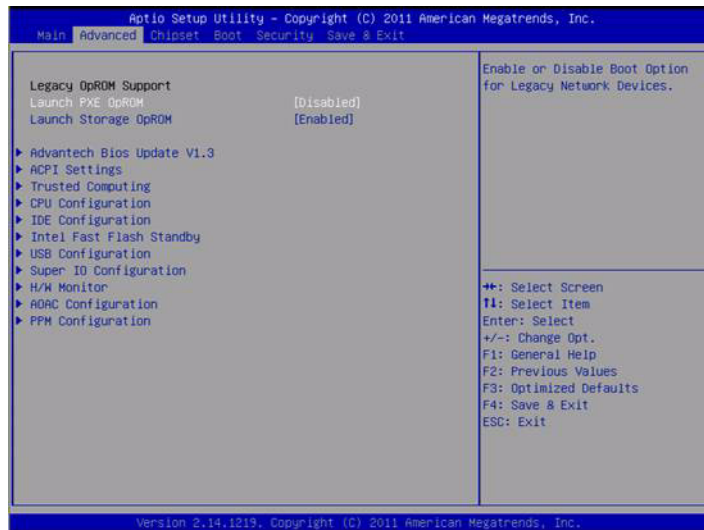 Aptio Setup Utility – Copyright (C) 2011 American Megatrends, Inc.
Main Advanced Chipset Boot Security Save & Exit
Legacy OpROM Support
Launch PXE OpROM [Disabled]
Launch Storage OpROM [Enabled]
▶ Advantech Bios Update V1.3
▶ ACPI Settings
▶ Trusted Computing
▶ CPU Configuration
▶ IDE Configuration
▶ Intel Fast Flash Standby
▶ USB Configuration
▶ Super IO Configuration
▶ H/W Monitor
▶ AOAC Configuration
▶ PPM Configuration
Enable or Disable Boot Option
for Legacy Network Devices.
→←: Select Screen
↑↓: Select Item
Enter: Select
+/-: Change Opt.
F1: General Help
F2: Previous Values
F3: Optimized Defaults
F4: Save & Exit
ESC: Exit
Version 2.14.1219. Copyright (C) 2011 American Megatrends, Inc.